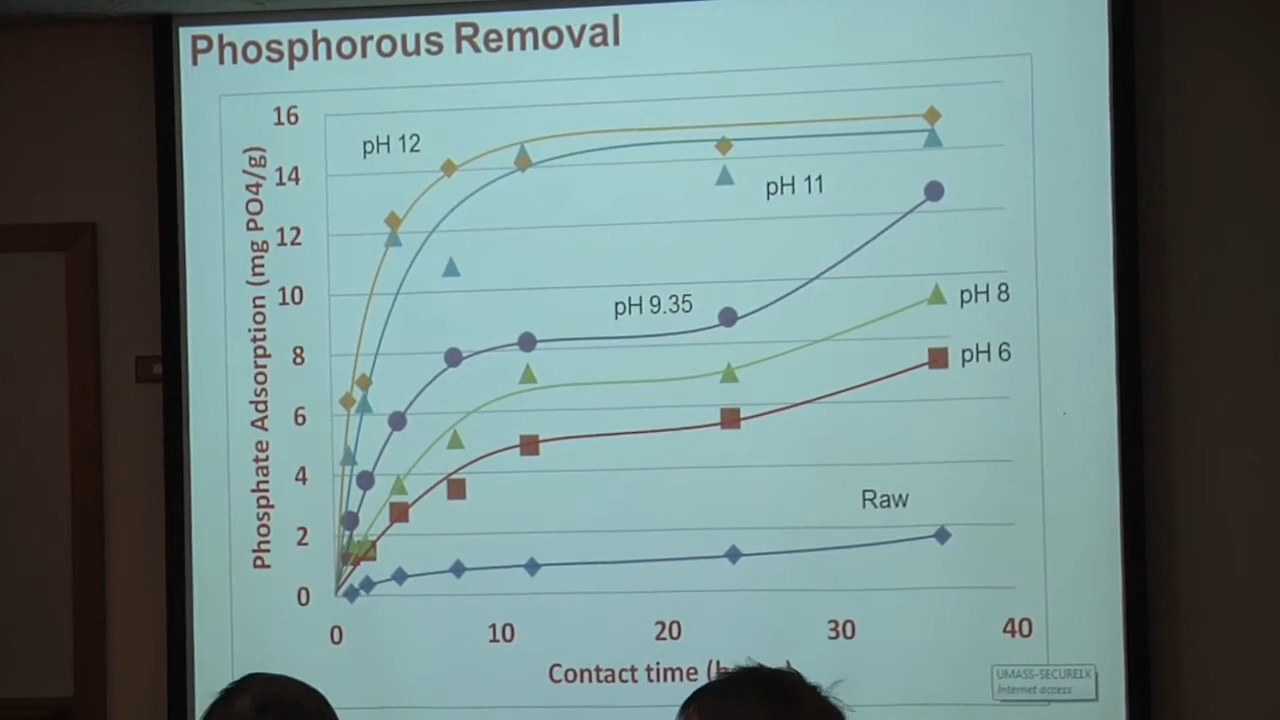 Phosphorous Removal
Phosphate Adsorption (mg PO4/g)
16
14
12
10
8
6
4
2
0
pH 12
pH 11
pH 9.35
pH 8
pH 6
Raw
0 10 20 30 40
Contact time
UMASS-SECURE1X
Internet access